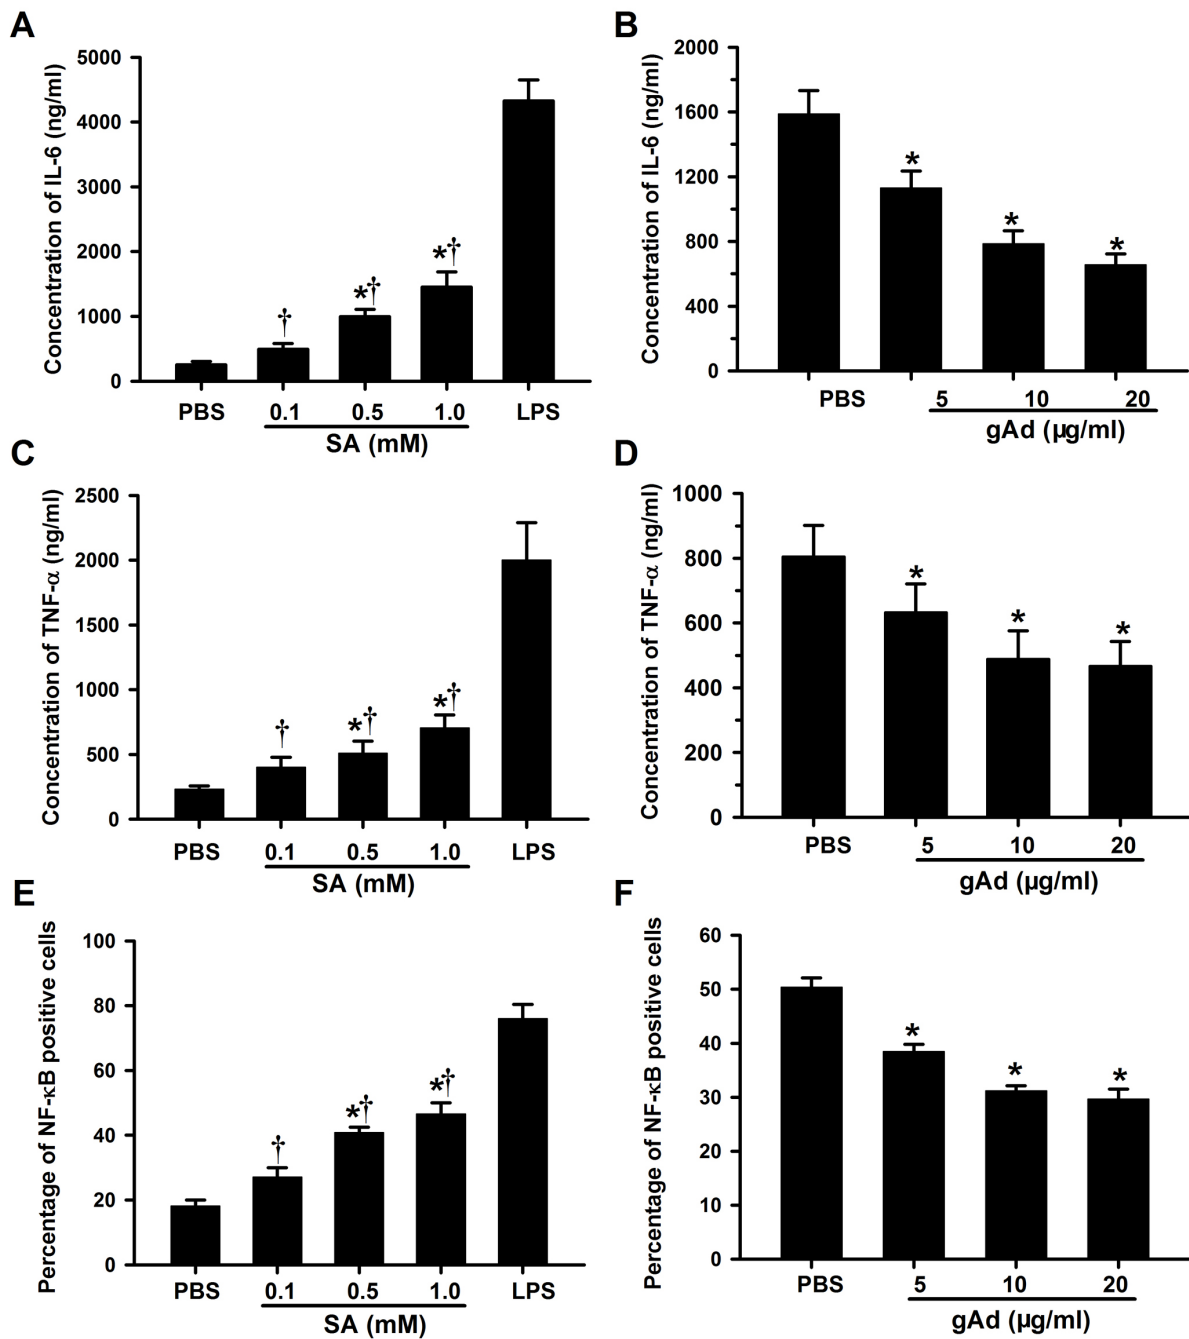 A
Concentration of IL-6 (ng/ml)
5000
4000
3000
2000
1000
0
*†
*†
†
PBS 0.1 0.5 1.0 LPS
SA (mM)
B
Concentration of IL-6 (ng/ml)
2000
1600
1200
800
400
0
*
*
*
PBS 5 10 20
gAd (µg/ml)
C
Concentration of TNF-α (ng/ml)
2500
2000
1500
1000
500
0
*†
*†
†
PBS 0.1 0.5 1.0 LPS
SA (mM)
D
Concentration of TNF-α (ng/ml)
1000
800
600
400
200
0
*
*
*
PBS 5 10 20
gAd (µg/ml)
E
Percentage of NF-κB positive cells
100
80
60
40
20
0
*†
*†
†
PBS 0.1 0.5 1.0 LPS
SA (mM)
F
Percentage of NF-κB positive cells
60
50
40
30
20
10
0
*
*
*
PBS 5 10 20
gAd (µg/ml)